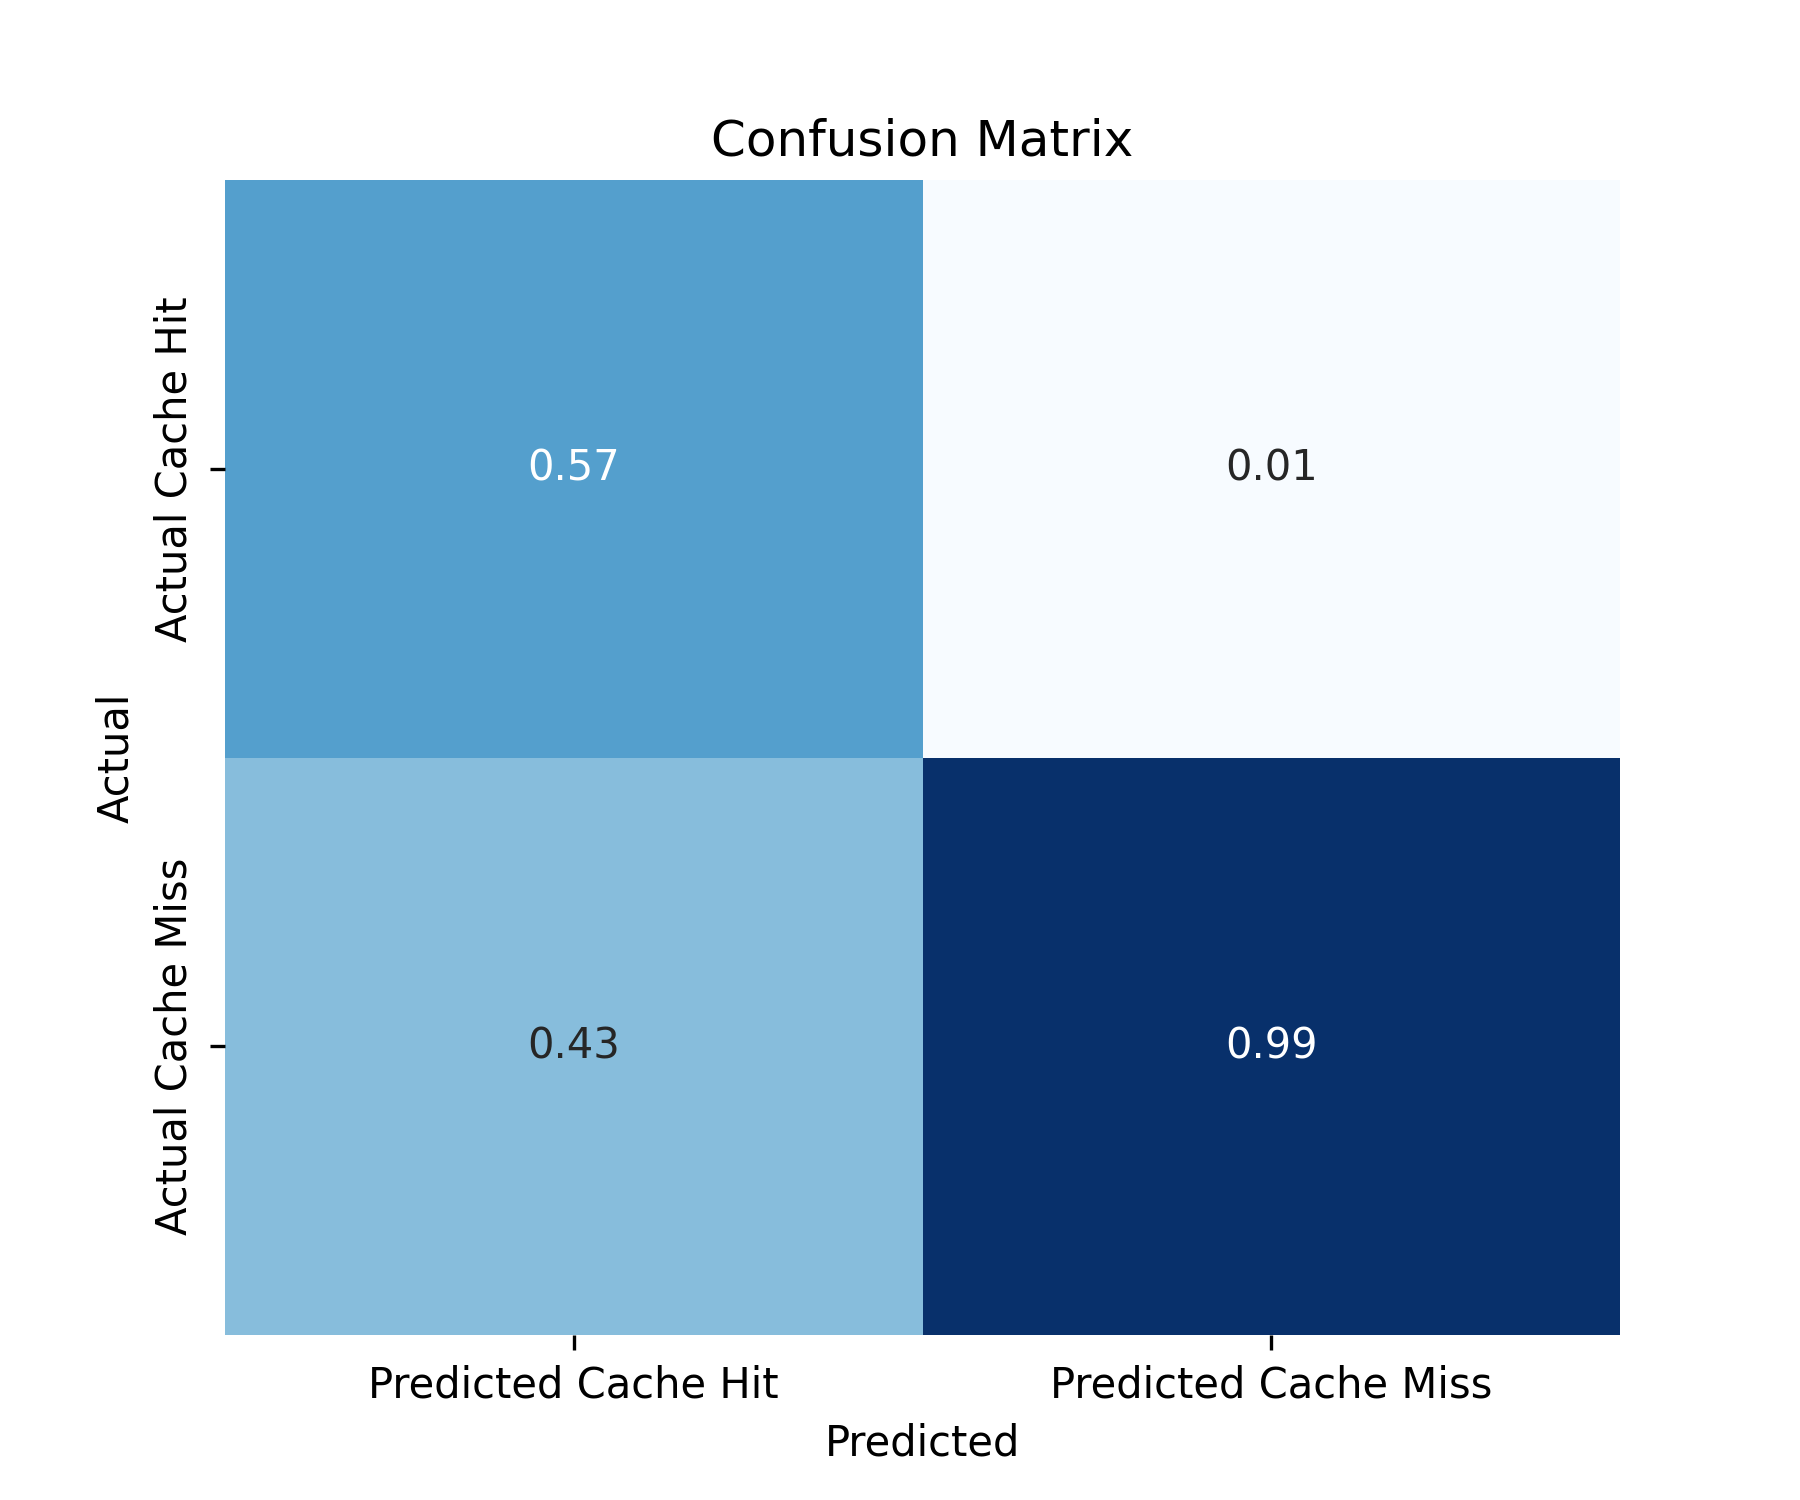 Confusion Matrix
Actual
Actual Cache Hit
0.57
0.01
Actual Cache Miss
0.43
0.99
Predicted Cache Hit
Predicted Cache Miss
Predicted